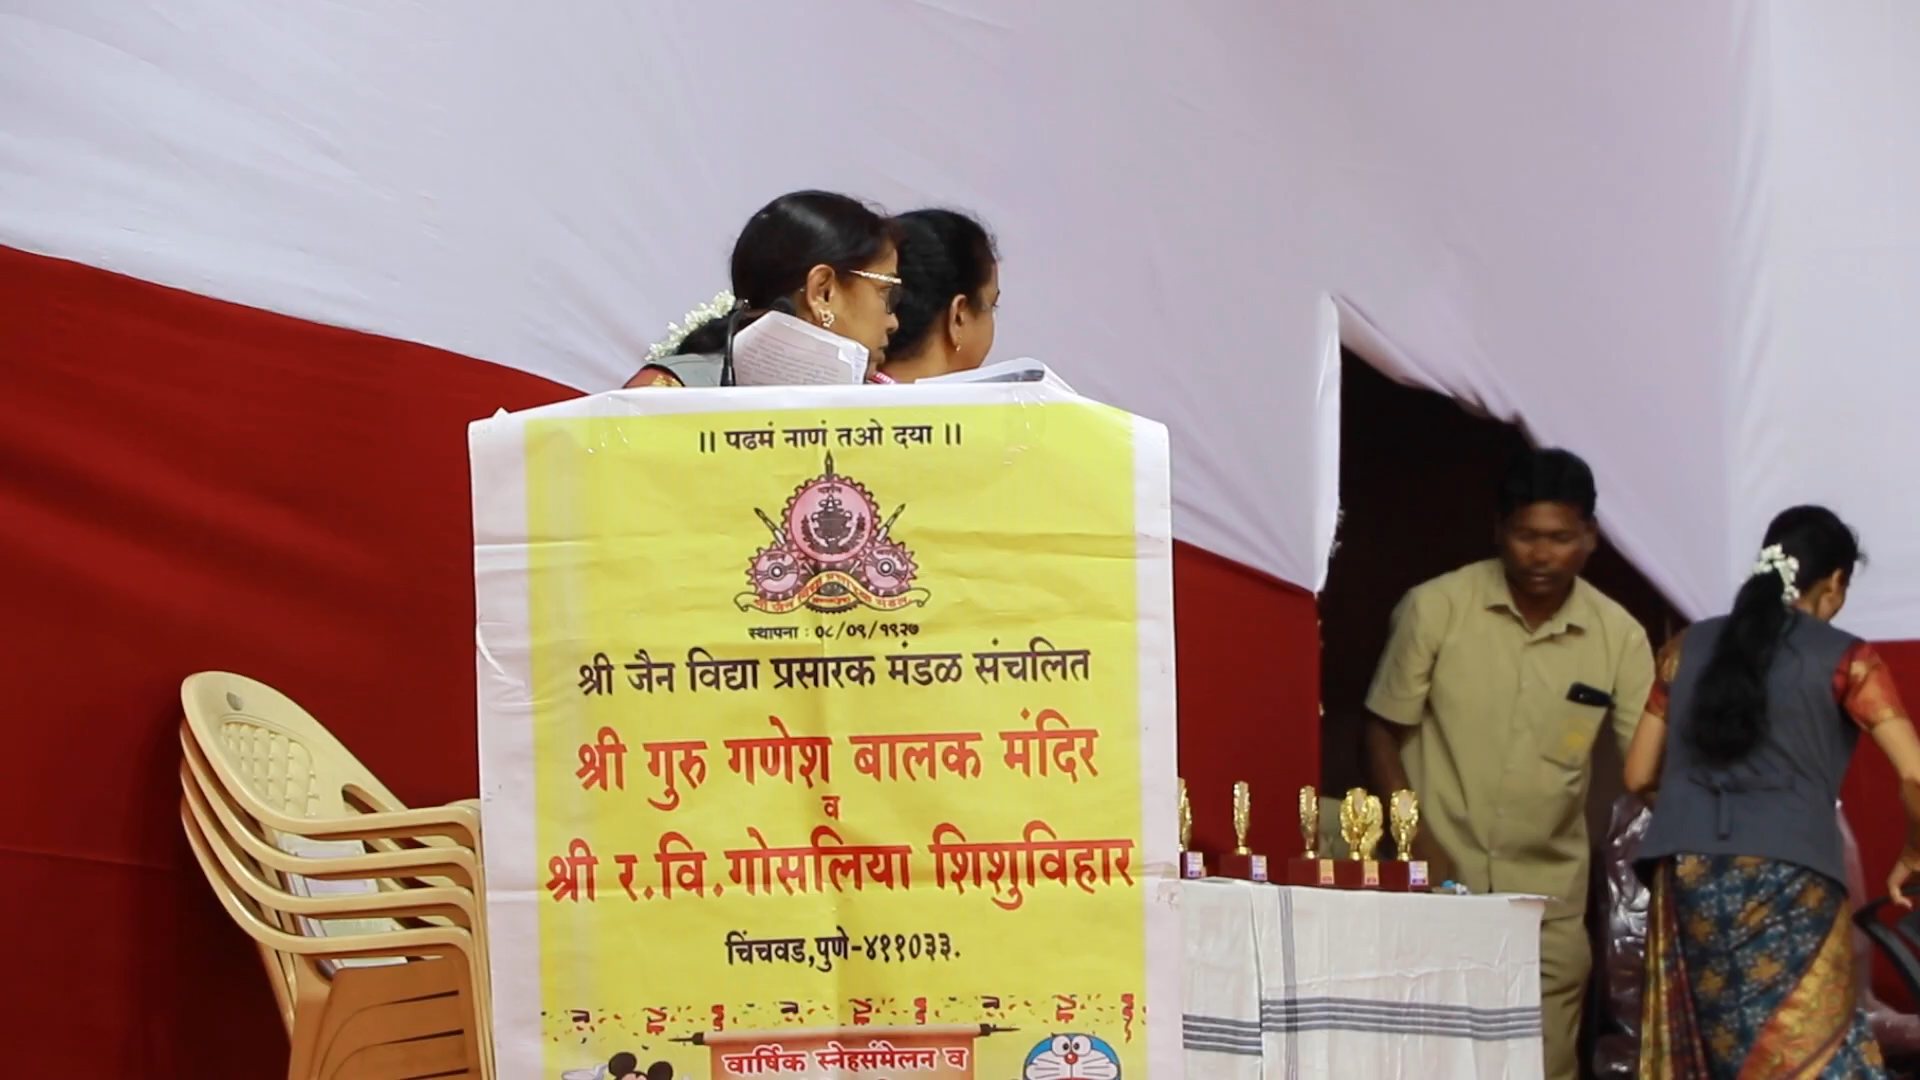 || पढमं नाणं तओ दया ||
स्थापना : ०८/०९/१९२७
श्री जैन विद्या प्रसारक मंडळ संचलित
श्री गुरु गणेश बालक मंदिर
व
श्री र.वि.गोसलिया शिशुविहार
चिंचवड,पुणे-४११०३३.
वार्षिक स्नेहसंमेलन व